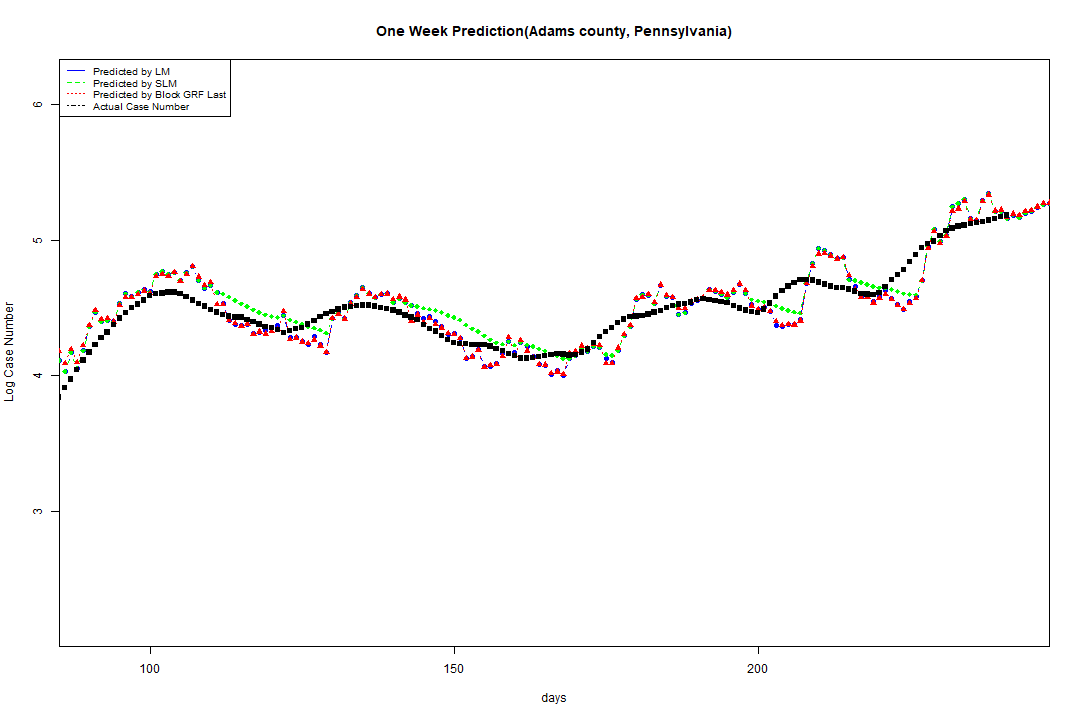 One Week Prediction(Adams county, Pennsylvania)
Predicted by LM
Predicted by SLM
Predicted by Block GRF Last
Actual Case Number
6
5
4
3
Log Case Number
100
150
200
days